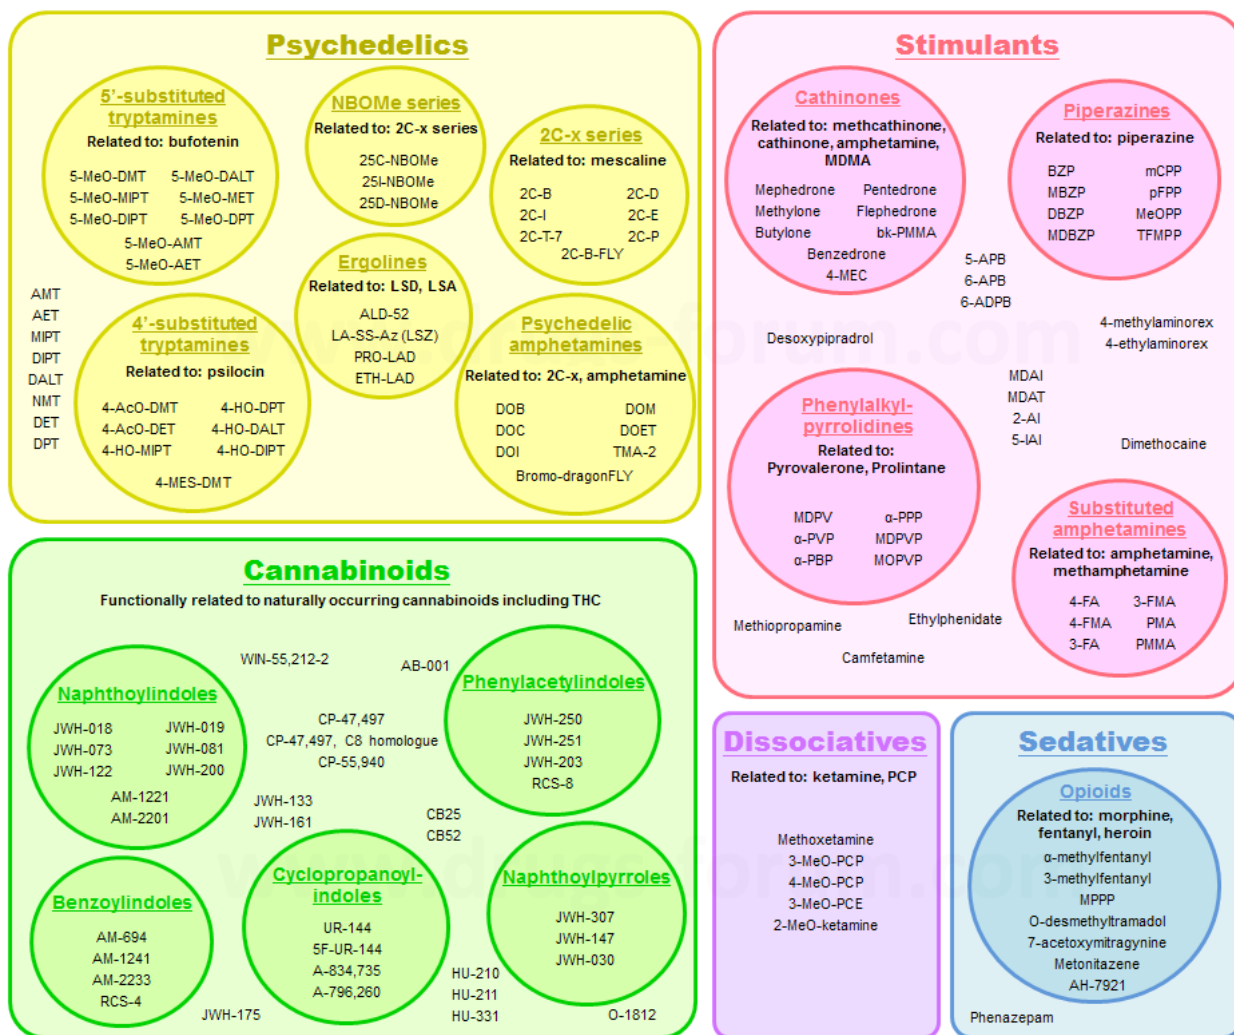 Psychedelics
5'-substituted
tryptamines
Related to: bufotenin
5-MeO-DMT 5-MeO-DALT
5-MeO-MIPT 5-MeO-MET
5-MeO-DIPT 5-MeO-DPT
5-MeO-AMT
5-MeO-AET
NBOMe series
Related to: 2C-x series
25C-NBOMe
25I-NBOMe
25D-NBOMe
2C-x series
Related to: mescaline
2C-B 2C-D
2C-I 2C-E
2C-T-7 2C-P
2C-B-FLY
Ergolines
Related to: LSD, LSA
ALD-52
LA-SS-Az (LSZ)
PRO-LAD
ETH-LAD
AMT
AET
MIPT
DIPT
DALT
NMT
DET
DPT
4'-substituted
tryptamines
Related to: psilocin
4-AcO-DMT 4-HO-DPT
4-AcO-DET 4-HO-DALT
4-HO-MIPT 4-HO-DIPT
4-MES-DMT
Psychedelic
amphetamines
Related to: 2C-x, amphetamine
DOB DOM
DOC DOET
DOI TMA-2
Bromo-dragonFLY
Stimulants
Cathinones
Related to: methcathinone,
cathinone, amphetamine,
MDMA
Mephedrone Pentedrone
Methylone Flephedrone
Butylone bk-PMMA
Benzedrone
4-MEC
Piperazines
Related to: piperazine
BZP mCPP
MBZP pFPP
DBZP MeOPP
MDBZP TFMPP
5-APB
6-APB
6-ADPB
Desoxypipradrol
4-methylaminorex
4-ethylaminorex
MDAI
MDAT
2-AI
5-IAI
Dimethocaine
Phenylalkyl-
pyrrolidines
Related to:
Pyrovalerone, Prolintane
MDPV α-PPP
α-PVP MDPVP
α-PBP MOPVP
Substituted
amphetamines
Related to: amphetamine,
methamphetamine
4-FA 3-FMA
4-FMA PMA
3-FA PMMA
Methiopropamine
Ethylphenidate
Camfetamine
Cannabinoids
Functionally related to naturally occurring cannabinoids including THC
WIN-55,212-2
AB-001
Naphthoylindoles
JWH-018 JWH-019
JWH-073 JWH-081
JWH-122 JWH-200
AM-1221
AM-2201
CP-47,497
CP-47,497, C8 homologue
CP-55,940
Phenylacetylindoles
JWH-250
JWH-251
JWH-203
RCS-8
JWH-133
JWH-161
CB25
CB52
Benzoylindoles
AM-694
AM-1241
AM-2233
RCS-4
Cyclopropanoyl-
indoles
UR-144
5F-UR-144
A-834,735
A-796,260
Naphthoylpyrroles
JWH-307
JWH-147
JWH-030
JWH-175
HU-210
HU-211
HU-331
O-1812
Dissociatives
Related to: ketamine, PCP
Methoxetamine
3-MeO-PCP
4-MeO-PCP
3-MeO-PCE
2-MeO-ketamine
Sedatives
Opioids
Related to: morphine,
fentanyl, heroin
α-methylfentanyl
3-methylfentanyl
MPPP
O-desmethyltramadol
7-acetoxymitragynine
Metonitazene
AH-7921
Phenazepam
www.drugs-forum.com
www.drugs-forum.com